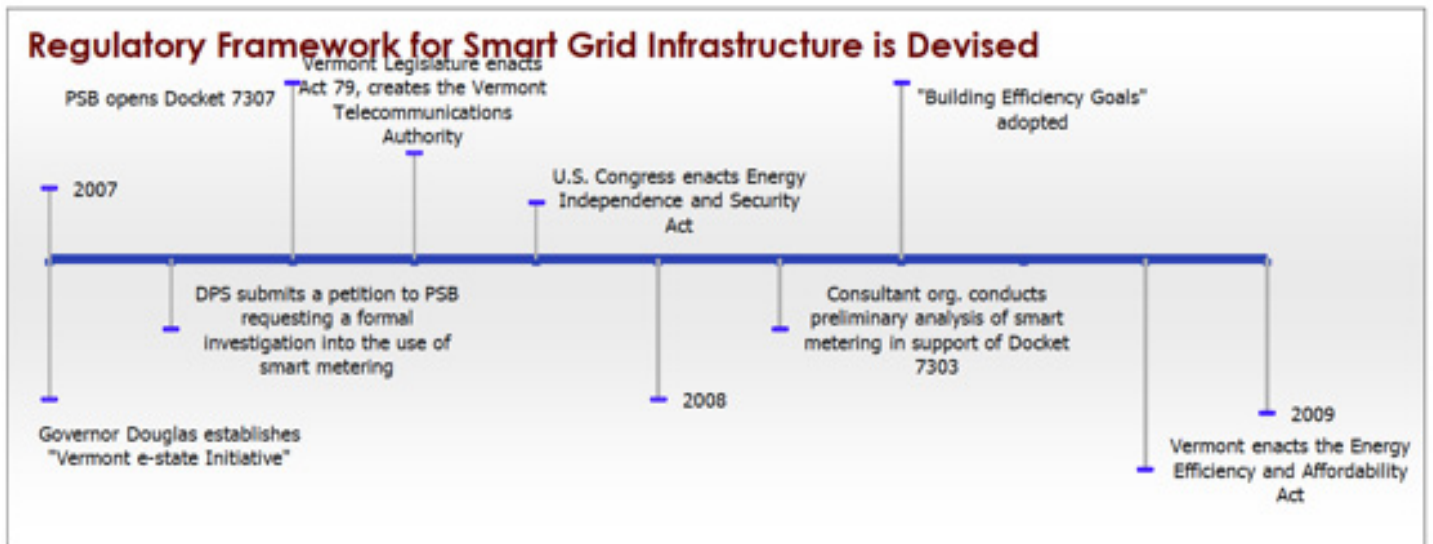 Regulatory Framework for Smart Grid Infrastructure is Devised
PSB opens Docket 7307
Vermont Legislature enacts
Act 79, creates the Vermont
Telecommunications
Authority
"Building Efficiency Goals"
adopted
2007
U.S. Congress enacts Energy
Independence and Security
Act
DPS submits a petition to PSB
requesting a formal
investigation into the use of
smart metering
Consultant org. conducts
preliminary analysis of smart
metering in support of Docket
7303
2008
2009
Governor Douglas establishes
"Vermont e-state Initiative"
Vermont enacts the Energy
Efficiency and Affordability
Act